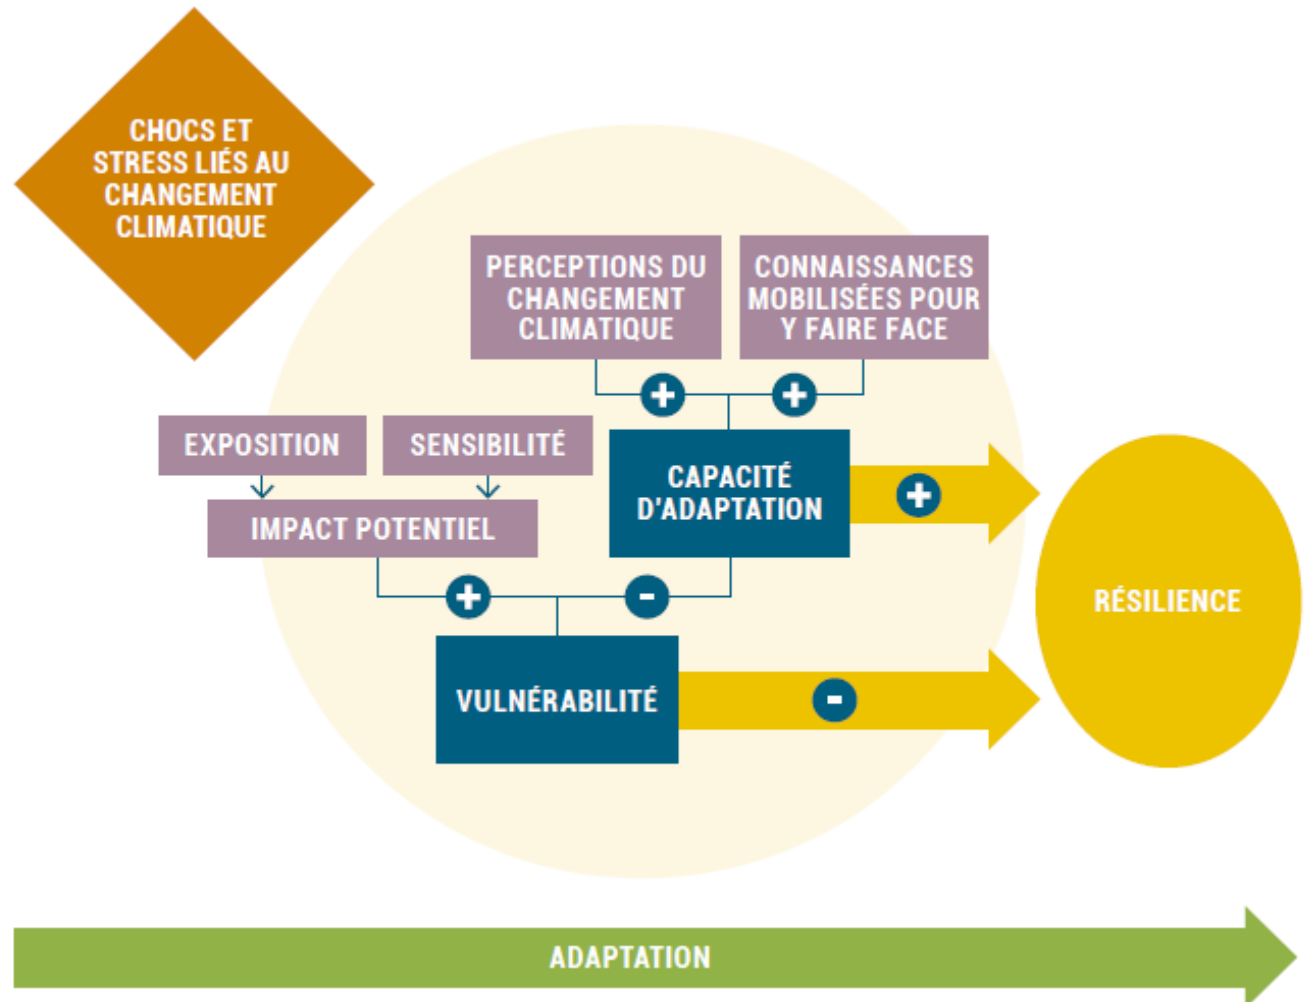 CHOCS ET
STRESS LIÉS AU
CHANGEMENT
CLIMATIQUE
PERCEPTIONS DU
CHANGEMENT
CLIMATIQUE
CONNAISSANCES
MOBILISÉES POUR
Y FAIRE FACE
+
+
EXPOSITION
SENSIBILITÉ
IMPACT POTENTIEL
CAPACITÉ
D'ADAPTATION
+
+
-
VULNÉRABILITÉ
-
RÉSILIENCE
ADAPTATION